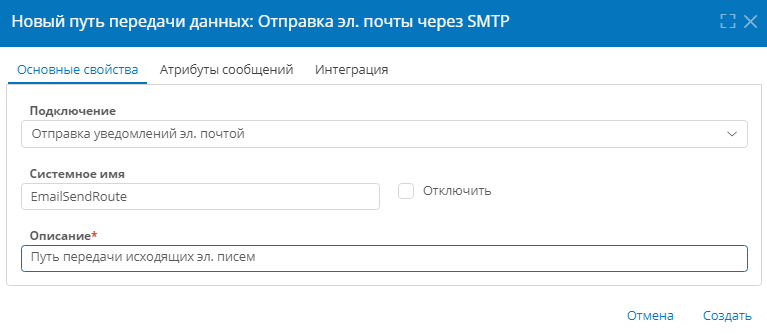 Новый путь передачи данных: Отправка эл. почты через SMTP
Основные свойства Атрибуты сообщений Интеграция
Подключение
Отправка уведомлений эл. почтой
Системное имя
EmailSendRoute Отключить
Описание*
Путь передачи исходящих эл. писем
Отмена Создать